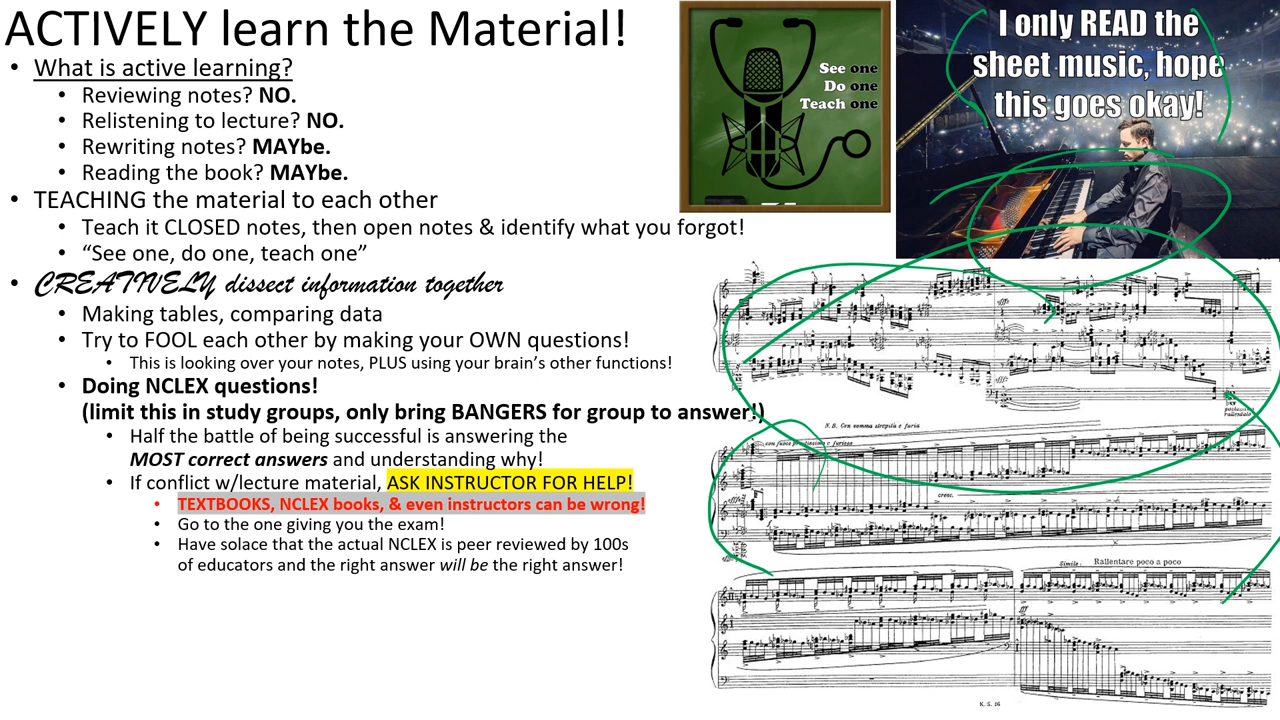 ACTIVELY learn the Material!
• What is active learning?
• Reviewing notes? NO.
• Relistening to lecture? NO.
• Rewriting notes? MAYbe.
• Reading the book? MAYbe.
• TEACHING the material to each other
• Teach it CLOSED notes, then open notes & identify what you forgot!
• “See one, do one, teach one”
• CREATIVELY dissect information together
• Making tables, comparing data
• Try to FOOL each other by making your OWN questions!
• This is looking over your notes, PLUS using your brain’s other functions!
• Doing NCLEX questions!
(limit this in study groups, only bring BANGERS for group to answer!)
• Half the battle of being successful is answering the
MOST correct answers and understanding why!
• If conflict w/lecture material, ASK INSTRUCTOR FOR HELP!
• TEXTBOOKS, NCLEX books, & even instructors can be wrong!
• Go to the one giving you the exam!
• Have solace that the actual NCLEX is peer reviewed by 100s
of educators and the right answer will be the right answer!
See one
Do one
Teach one
I only READ the
sheet music, hope
this goes okay!
N.B. Con somma strepita e furia
cresc.
Simile:
Rallentare poco a poco
fff
K. S. 16